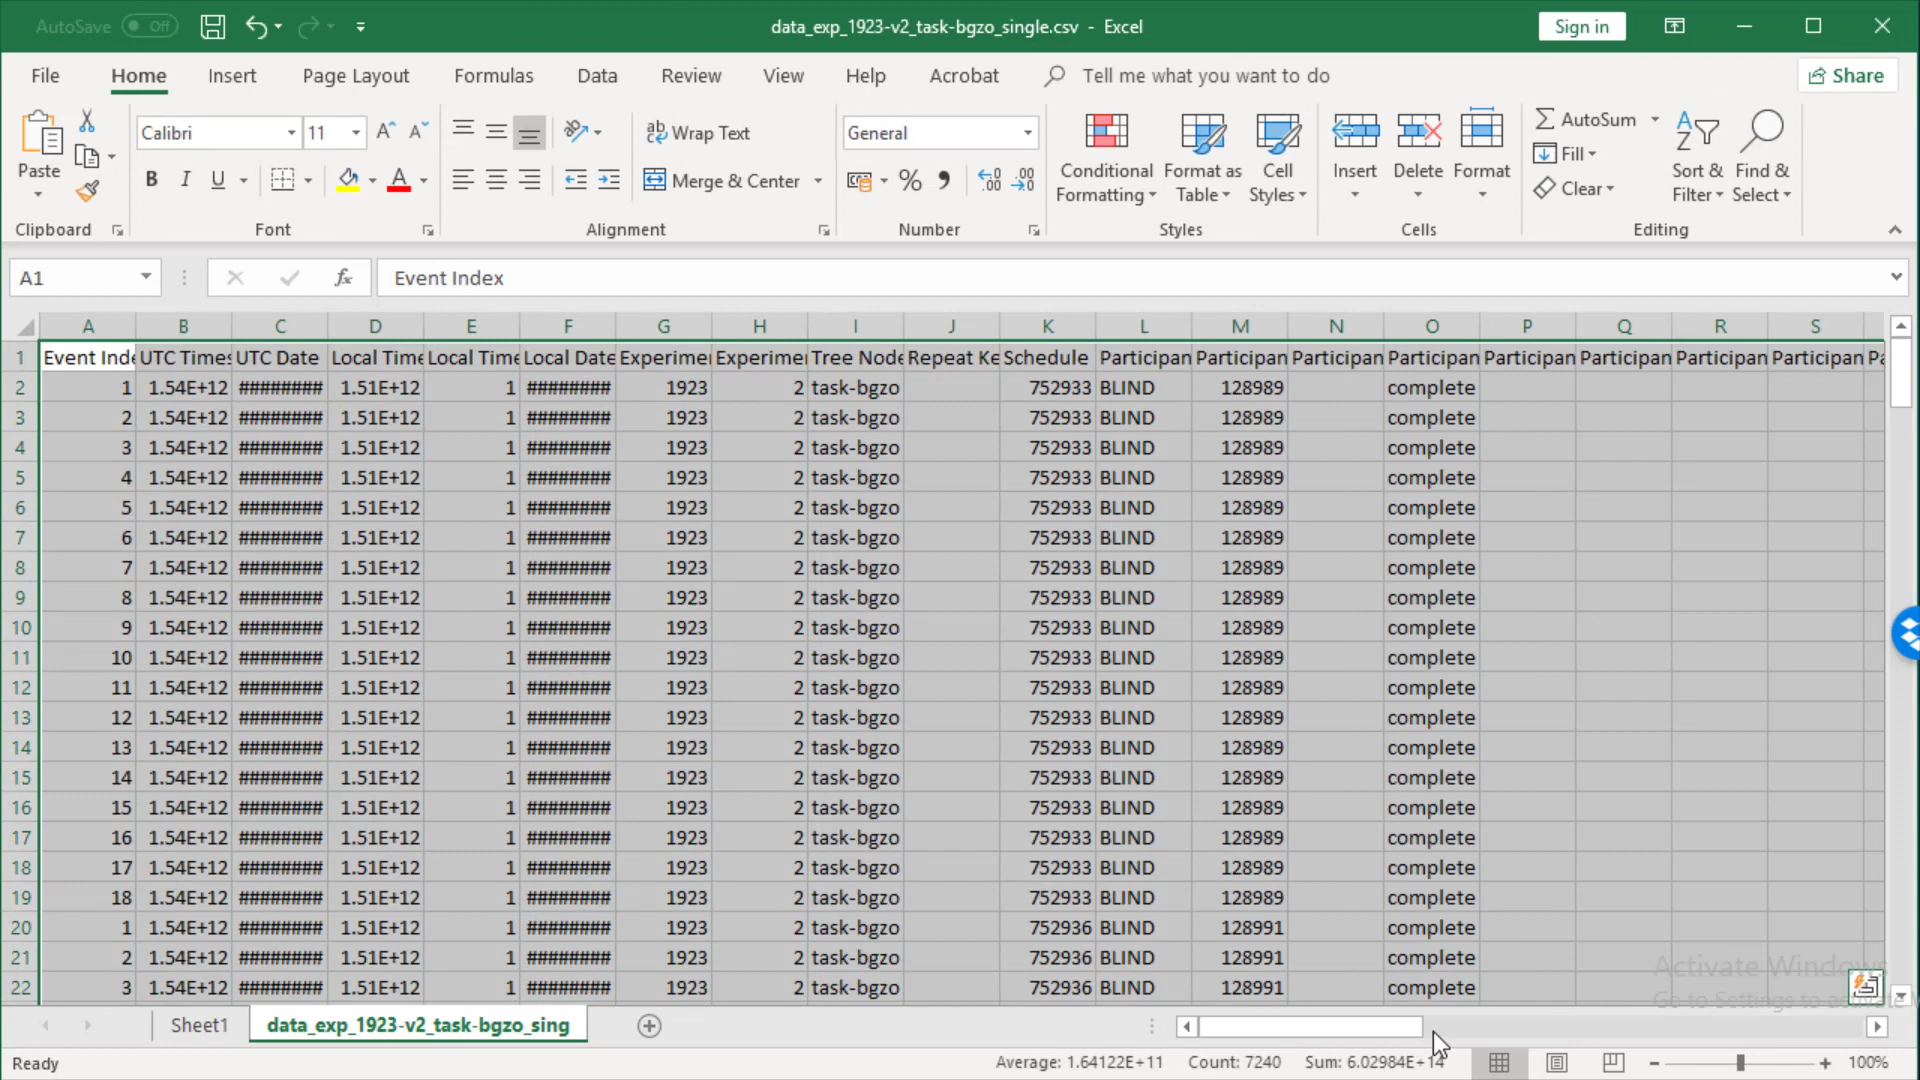 AutoSave Off data_exp_1923-v2_task-bgzo_single.csv - Excel Sign in
File Home Insert Page Layout Formulas Data Review View Help Acrobat Tell me what you want to do Share
Calibri 11 Wrap Text General AutoSum
Paste Conditional Format as Cell Insert Delete Format Fill Sort & Find &
B I U A Merge & Center % Formatting Table Styles Clear Filter Select
Clipboard Font Alignment Number Styles Cells Editing
A1 fx Event Index
A B C D E F G H I J K L M N O P Q R S
1 Event Inde UTC Times UTC Date Local Time Local Time Local Date Experimen Experimen Tree Node Repeat Ke Schedule Participan Participan Participan Participan Participan Participan Participan Participan Pa
2 1 1.54E+12 ######## 1.51E+12 1 ######## 1923 2 task-bgzo 752933 BLIND 128989 complete
3 2 1.54E+12 ######## 1.51E+12 1 ######## 1923 2 task-bgzo 752933 BLIND 128989 complete
4 3 1.54E+12 ######## 1.51E+12 1 ######## 1923 2 task-bgzo 752933 BLIND 128989 complete
5 4 1.54E+12 ######## 1.51E+12 1 ######## 1923 2 task-bgzo 752933 BLIND 128989 complete
6 5 1.54E+12 ######## 1.51E+12 1 ######## 1923 2 task-bgzo 752933 BLIND 128989 complete
7 6 1.54E+12 ######## 1.51E+12 1 ######## 1923 2 task-bgzo 752933 BLIND 128989 complete
8 7 1.54E+12 ######## 1.51E+12 1 ######## 1923 2 task-bgzo 752933 BLIND 128989 complete
9 8 1.54E+12 ######## 1.51E+12 1 ######## 1923 2 task-bgzo 752933 BLIND 128989 complete
10 9 1.54E+12 ######## 1.51E+12 1 ######## 1923 2 task-bgzo 752933 BLIND 128989 complete
11 10 1.54E+12 ######## 1.51E+12 1 ######## 1923 2 task-bgzo 752933 BLIND 128989 complete
12 11 1.54E+12 ######## 1.51E+12 1 ######## 1923 2 task-bgzo 752933 BLIND 128989 complete
13 12 1.54E+12 ######## 1.51E+12 1 ######## 1923 2 task-bgzo 752933 BLIND 128989 complete
14 13 1.54E+12 ######## 1.51E+12 1 ######## 1923 2 task-bgzo 752933 BLIND 128989 complete
15 14 1.54E+12 ######## 1.51E+12 1 ######## 1923 2 task-bgzo 752933 BLIND 128989 complete
16 15 1.54E+12 ######## 1.51E+12 1 ######## 1923 2 task-bgzo 752933 BLIND 128989 complete
17 16 1.54E+12 ######## 1.51E+12 1 ######## 1923 2 task-bgzo 752933 BLIND 128989 complete
18 17 1.54E+12 ######## 1.51E+12 1 ######## 1923 2 task-bgzo 752933 BLIND 128989 complete
19 18 1.54E+12 ######## 1.51E+12 1 ######## 1923 2 task-bgzo 752933 BLIND 128989 complete
20 1 1.54E+12 ######## 1.51E+12 1 ######## 1923 2 task-bgzo 752936 BLIND 128991 complete
21 2 1.54E+12 ######## 1.51E+12 1 ######## 1923 2 task-bgzo 752936 BLIND 128991 complete
22 3 1.54E+12 ######## 1.51E+12 1 ######## 1923 2 task-bgzo 752936 BLIND 128991 complete
Activate Windows
Go to Settings to activate
Sheet1 data_exp_1923-v2_task-bgzo_sing
Ready Average: 1.64122E+11 Count: 7240 Sum: 6.02984E+14 100%